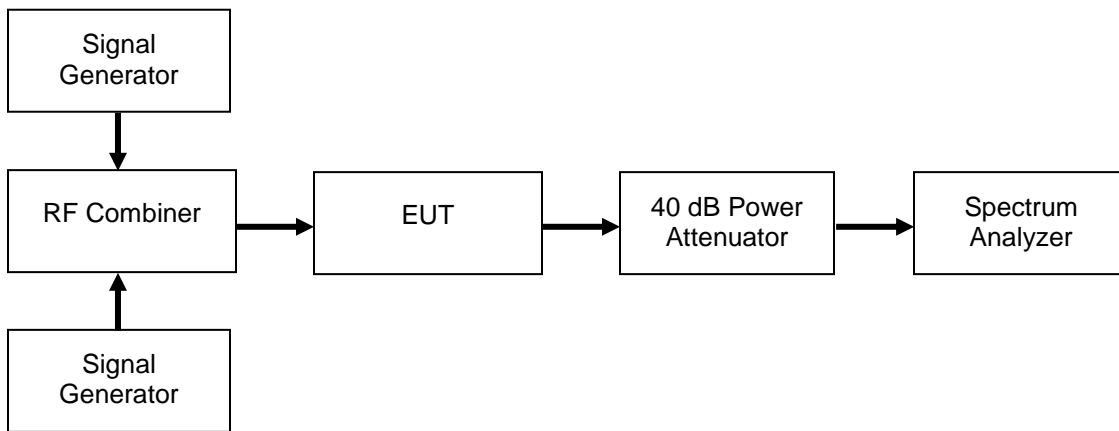 Signal
Generator
RF Combiner
EUT
40 dB Power
Attenuator
Spectrum
Analyzer
Signal
Generator